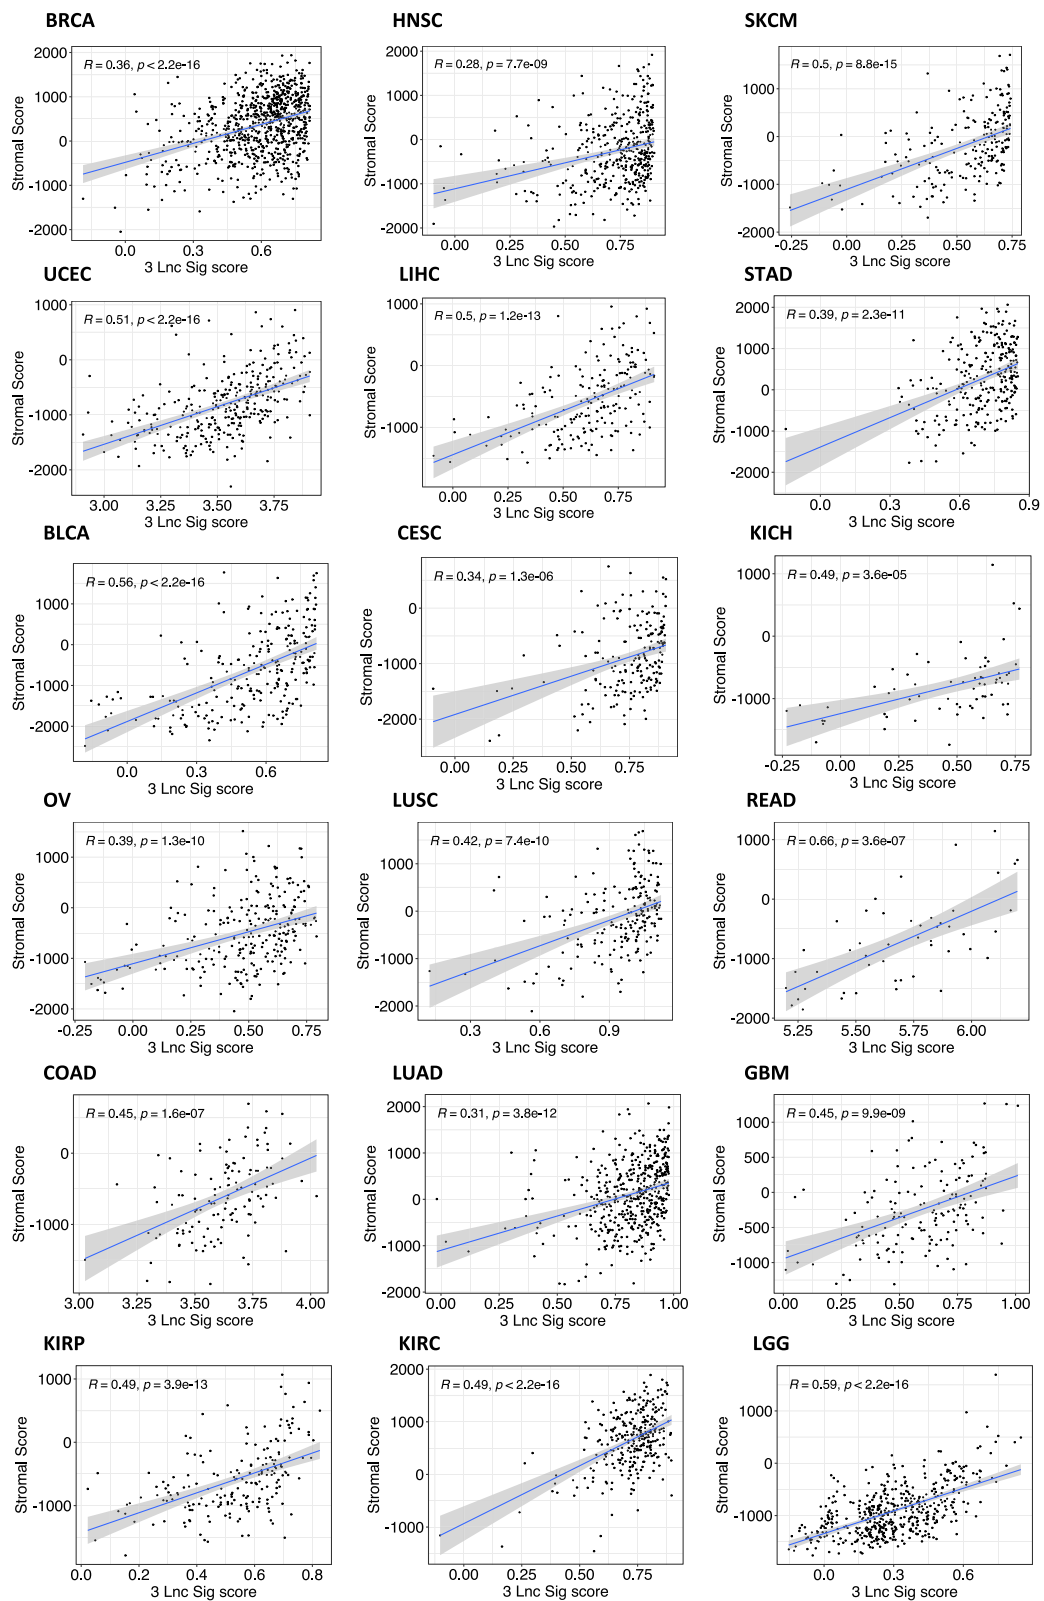 BRCA
HNSC
SKCM
R = 0.36, p < 2.2e-16
R = 0.28, p = 7.7e-09
R = 0.5, p = 8.8e-15
Stromal Score
2000
1000
0
-1000
-2000
0.0 0.3 0.6
3 Lnc Sig score
Stromal Score
2000
1000
0
-1000
-2000
0.00 0.25 0.50 0.75
3 Lnc Sig score
Stromal Score
1000
0
-1000
-2000
-0.25 0.00 0.25 0.50 0.75
3 Lnc Sig score
UCEC
LIHC
STAD
R = 0.51, p < 2.2e-16
R = 0.5, p = 1.2e-13
R = 0.39, p = 2.3e-11
Stromal Score
1000
0
-1000
-2000
3.00 3.25 3.50 3.75
3 Lnc Sig score
Stromal Score
1000
0
-1000
0.00 0.25 0.50 0.75
3 Lnc Sig score
Stromal Score
2000
1000
0
-1000
-2000
0.0 0.3 0.6 0.9
3 Lnc Sig score
BLCA
CESC
KICH
R = 0.56, p < 2.2e-16
R = 0.34, p = 1.3e-06
R = 0.49, p = 3.6e-05
Stromal Score
1000
0
-1000
-2000
0.0 0.3 0.6
3 Lnc Sig score
Stromal Score
0
-1000
-2000
0.00 0.25 0.50 0.75
3 Lnc Sig score
Stromal Score
1000
0
-1000
-0.25 0.00 0.25 0.50 0.75
3 Lnc Sig score
OV
LUSC
READ
R = 0.39, p = 1.3e-10
R = 0.42, p = 7.4e-10
R = 0.66, p = 3.6e-07
Stromal Score
1000
0
-1000
-2000
-0.25 0.00 0.25 0.50 0.75
3 Lnc Sig score
Stromal Score
1000
0
-1000
-2000
0.3 0.6 0.9
3 Lnc Sig score
Stromal Score
1000
0
-1000
-2000
5.20 5.50 5.75 6.00
3 Lnc Sig score
COAD
LUAD
GBM
R = 0.45, p = 1.6e-07
R = 0.31, p = 3.8e-12
R = 0.45, p = 9.9e-09
Stromal Score
0
-1000
3.00 3.25 3.50 3.75 4.00
3 Lnc Sig score
Stromal Score
2000
1000
0
-1000
-2000
0.00 0.25 0.50 0.75 1.00
3 Lnc Sig score
Stromal Score
1000
500
0
-500
-1000
0.00 0.25 0.50 0.75 1.00
3 Lnc Sig score
KIRP
KIRC
LGG
R = 0.49, p = 3.9e-13
R = 0.49, p < 2.2e-16
R = 0.59, p < 2.2e-16
Stromal Score
1000
0
-1000
0.0 0.2 0.4 0.6 0.8
3 Lnc Sig score
Stromal Score
2000
1000
0
-1000
0.00 0.25 0.50 0.75
3 Lnc Sig score
Stromal Score
1000
0
-1000
0.0 0.3 0.6
3 Lnc Sig score